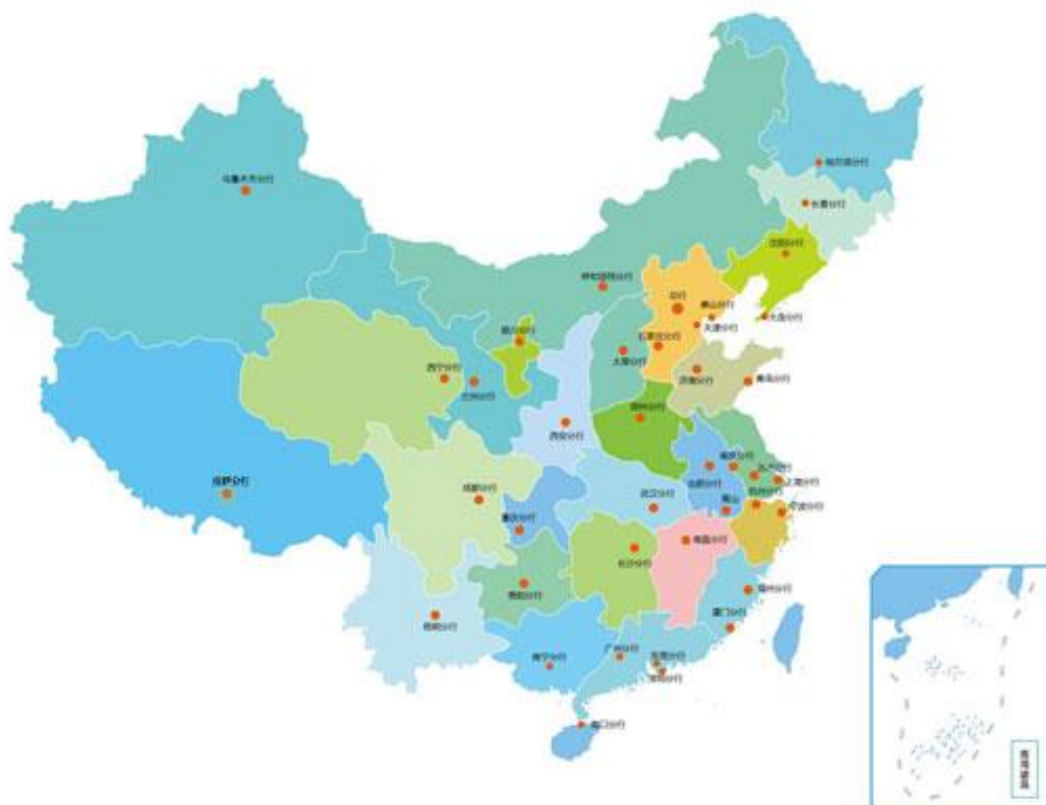 哈尔滨分行
乌鲁木齐分行
长春分行
沈阳分行
呼和浩特分行
总行
唐山分行
大连分行
天津分行
银川分行
石家庄分行
太原分行
西宁分行
兰州分行
济南分行
青岛分行
郑州分行
西安分行
南京分行
合肥分行
苏州分行
上海分行
拉萨分行
成都分行
武汉分行
黄山
杭州分行
宁波分行
重庆分行
南昌分行
长沙分行
贵阳分行
福州分行
昆明分行
厦门分行
南宁分行
广州分行
东莞分行
深圳分行
海口分行
南海诸岛